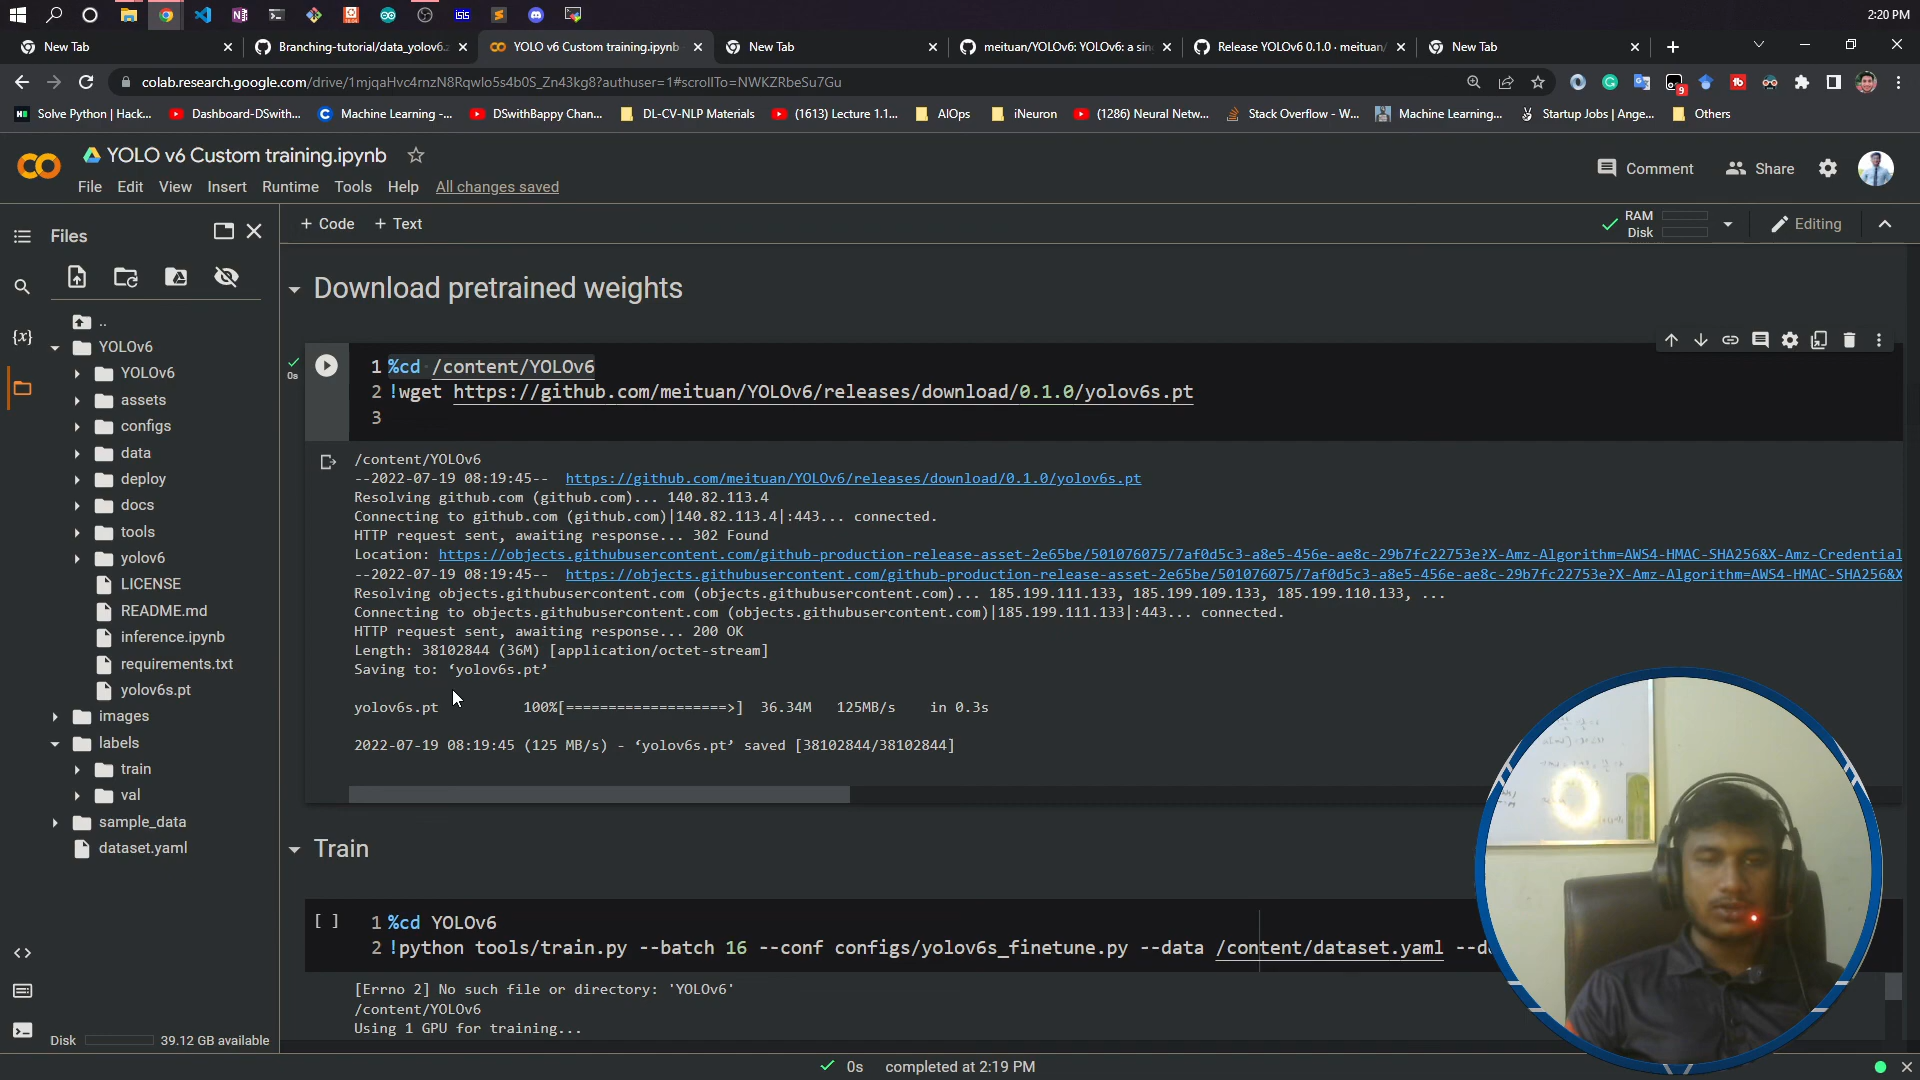 2:20 PM
New Tab
Branching-tutorial/data_yolov6.z
YOLO v6 Custom training.ipynb
New Tab
meituan/YOLOv6: YOLOv6: a sin
Release YOLOv6 0.1.0 · meituan/
New Tab
colab.research.google.com/drive/1mjqaHvc4rnzN8Rqwlo5s4b0S_Zn43kg8?authuser=1#scrollTo=NWKZRbeSu7Gu
Solve Python | Hack...
Dashboard-DSwith...
Machine Learning -...
DSwithBappy Chan...
DL-CV-NLP Materials
(1613) Lecture 1.1...
AIOps
iNeuron
(1286) Neural Netw...
Stack Overflow - W...
Machine Learning...
Startup Jobs | Ange...
Others
YOLO v6 Custom training.ipynb
Comment
Share
File Edit View Insert Runtime Tools Help All changes saved
Files
+ Code + Text
RAM
Disk
Editing
..
YOLOv6
YOLOv6
assets
configs
data
deploy
docs
tools
yolov6
LICENSE
README.md
inference.ipynb
requirements.txt
yolov6s.pt
images
labels
train
val
sample_data
dataset.yaml
Disk 39.12 GB available
Download pretrained weights
0s
1 %cd /content/YOLOv6
2 !wget https://github.com/meituan/YOLOv6/releases/download/0.1.0/yolov6s.pt
3
/content/YOLOv6
--2022-07-19 08:19:45-- https://github.com/meituan/YOLOv6/releases/download/0.1.0/yolov6s.pt
Resolving github.com (github.com)... 140.82.113.4
Connecting to github.com (github.com)|140.82.113.4|:443... connected.
HTTP request sent, awaiting response... 302 Found
Location: https://objects.githubusercontent.com/github-production-release-asset-2e65be/501076075/7af0d5c3-a8e5-456e-ae8c-29b7fc22753e?X-Amz-Algorithm=AWS4-HMAC-SHA256&X-Amz-Credential
--2022-07-19 08:19:45-- https://objects.githubusercontent.com/github-production-release-asset-2e65be/501076075/7af0d5c3-a8e5-456e-ae8c-29b7fc22753e?X-Amz-Algorithm=AWS4-HMAC-SHA256&X
Resolving objects.githubusercontent.com (objects.githubusercontent.com)... 185.199.111.133, 185.199.109.133, 185.199.110.133, ...
Connecting to objects.githubusercontent.com (objects.githubusercontent.com)|185.199.111.133|:443... connected.
HTTP request sent, awaiting response... 200 OK
Length: 38102844 (36M) [application/octet-stream]
Saving to: ‘yolov6s.pt’
yolov6s.pt 100%[===================>] 36.34M 125MB/s in 0.3s
2022-07-19 08:19:45 (125 MB/s) - ‘yolov6s.pt’ saved [38102844/38102844]
Train
[ ] 1 %cd YOLOv6
2 !python tools/train.py --batch 16 --conf configs/yolov6s_finetune.py --data /content/dataset.yaml --d
[Errno 2] No such file or directory: 'YOLOv6'
/content/YOLOv6
Using 1 GPU for training...
0s completed at 2:19 PM